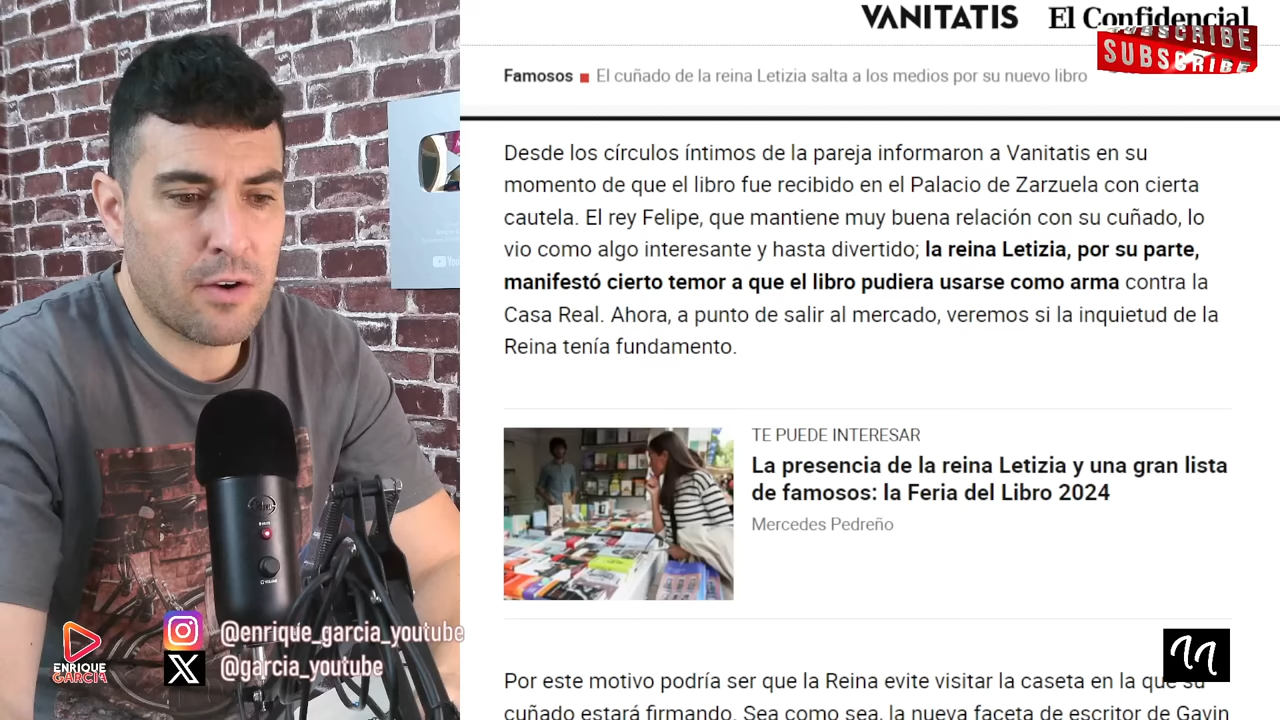 VANITATIS El Confidencial
SUBSCRIBE
SUBSCRIBE
Famosos El cuñado de la reina Letizia salta a los medios por su nuevo libro
Desde los círculos íntimos de la pareja informaron a Vanitatis en su
momento de que el libro fue recibido en el Palacio de Zarzuela con cierta
cautela. El rey Felipe, que mantiene muy buena relación con su cuñado, lo
vio como algo interesante y hasta divertido; la reina Letizia, por su parte,
manifestó cierto temor a que el libro pudiera usarse como arma contra la
Casa Real. Ahora, a punto de salir al mercado, veremos si la inquietud de la
Reina tenía fundamento.
TE PUEDE INTERESAR
La presencia de la reina Letizia y una gran lista
de famosos: la Feria del Libro 2024
Mercedes Pedreño
Por este motivo podría ser que la Reina evite visitar la caseta en la que su
cuñado estará firmando. Sea como sea, la nueva faceta de escritor de Gavin
ENRIQUE
GARCIA
@enrique_garcia_youtube
@garcia_youtube